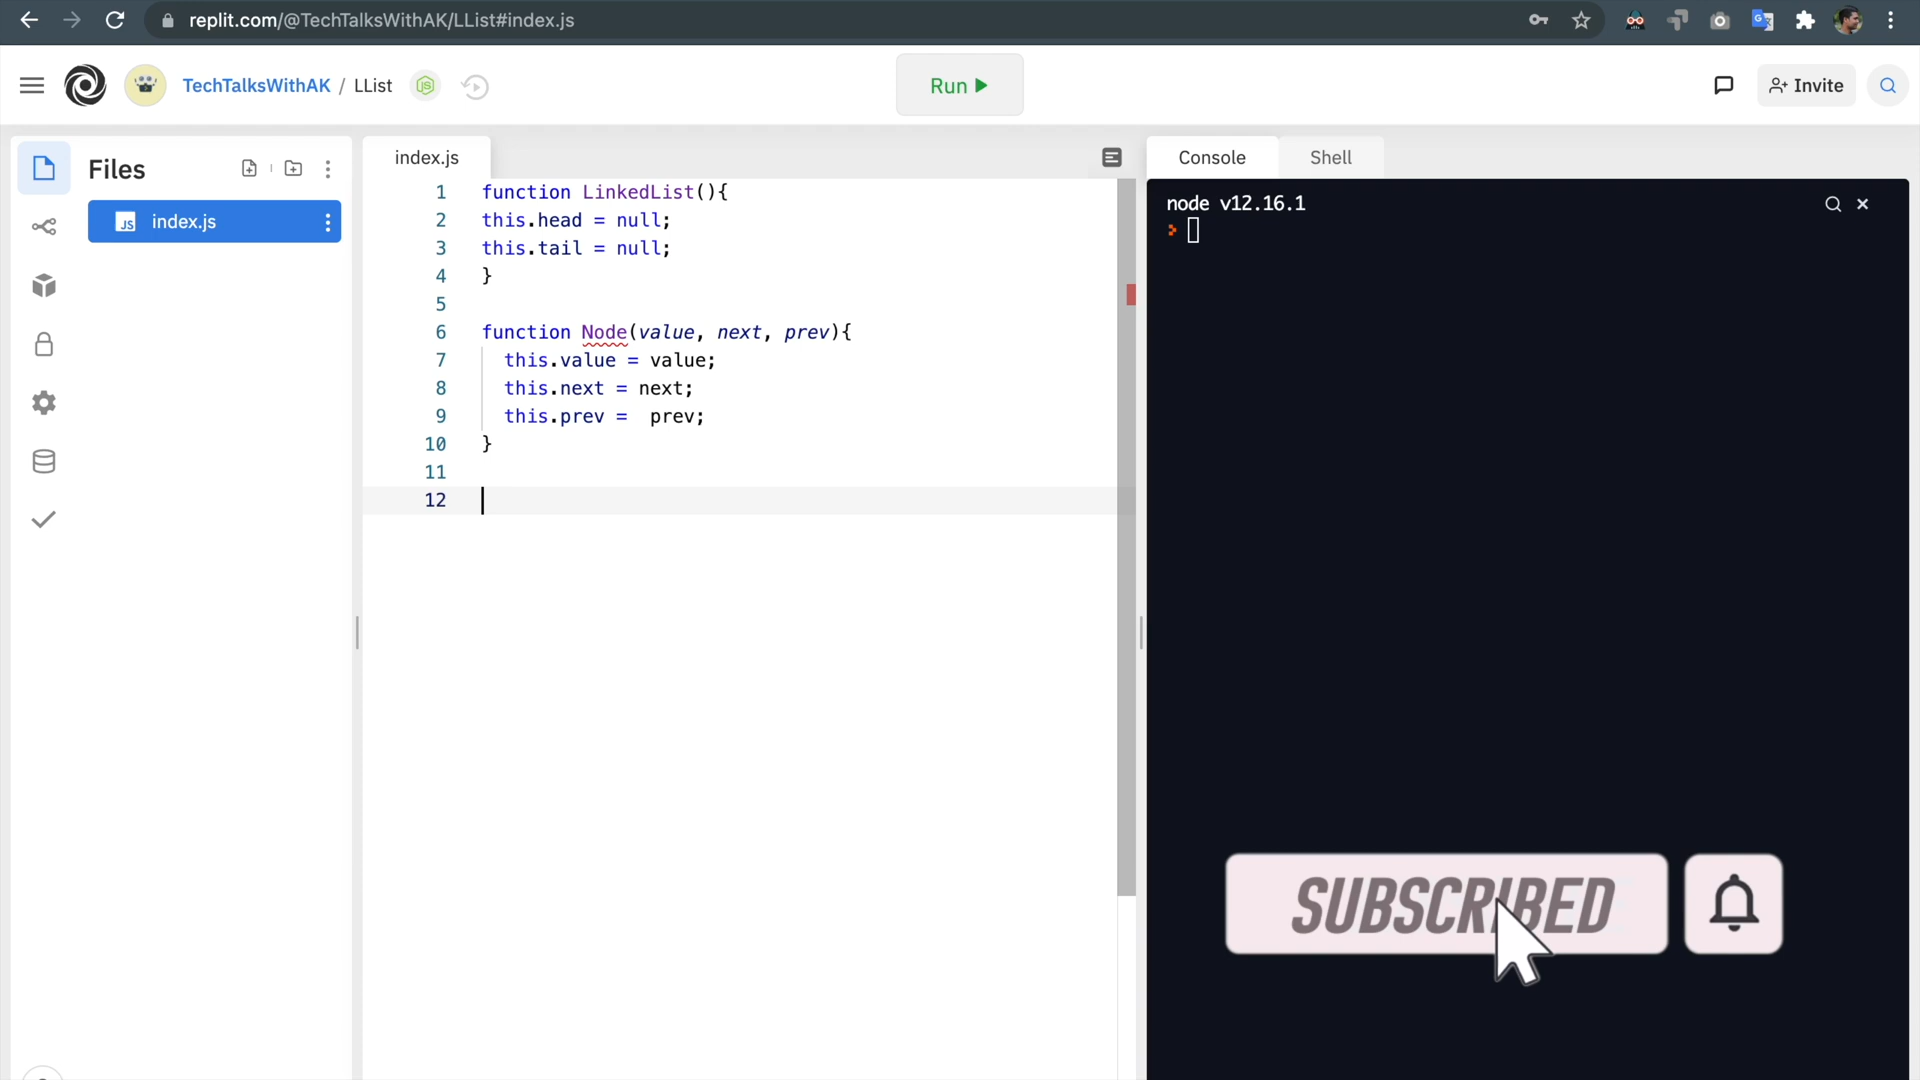 replit.com/@TechTalksWithAK/LList#index.js
TechTalksWithAK / LList
JS
Run
Invite
Files
JS index.js
index.js
1 function LinkedList(){
2 this.head = null;
3 this.tail = null;
4 }
5
6 function Node(value, next, prev){
7 this.value = value;
8 this.next = next;
9 this.prev =  prev;
10 }
11
12
Console
Shell
node v12.16.1
>
SUBSCRIBED